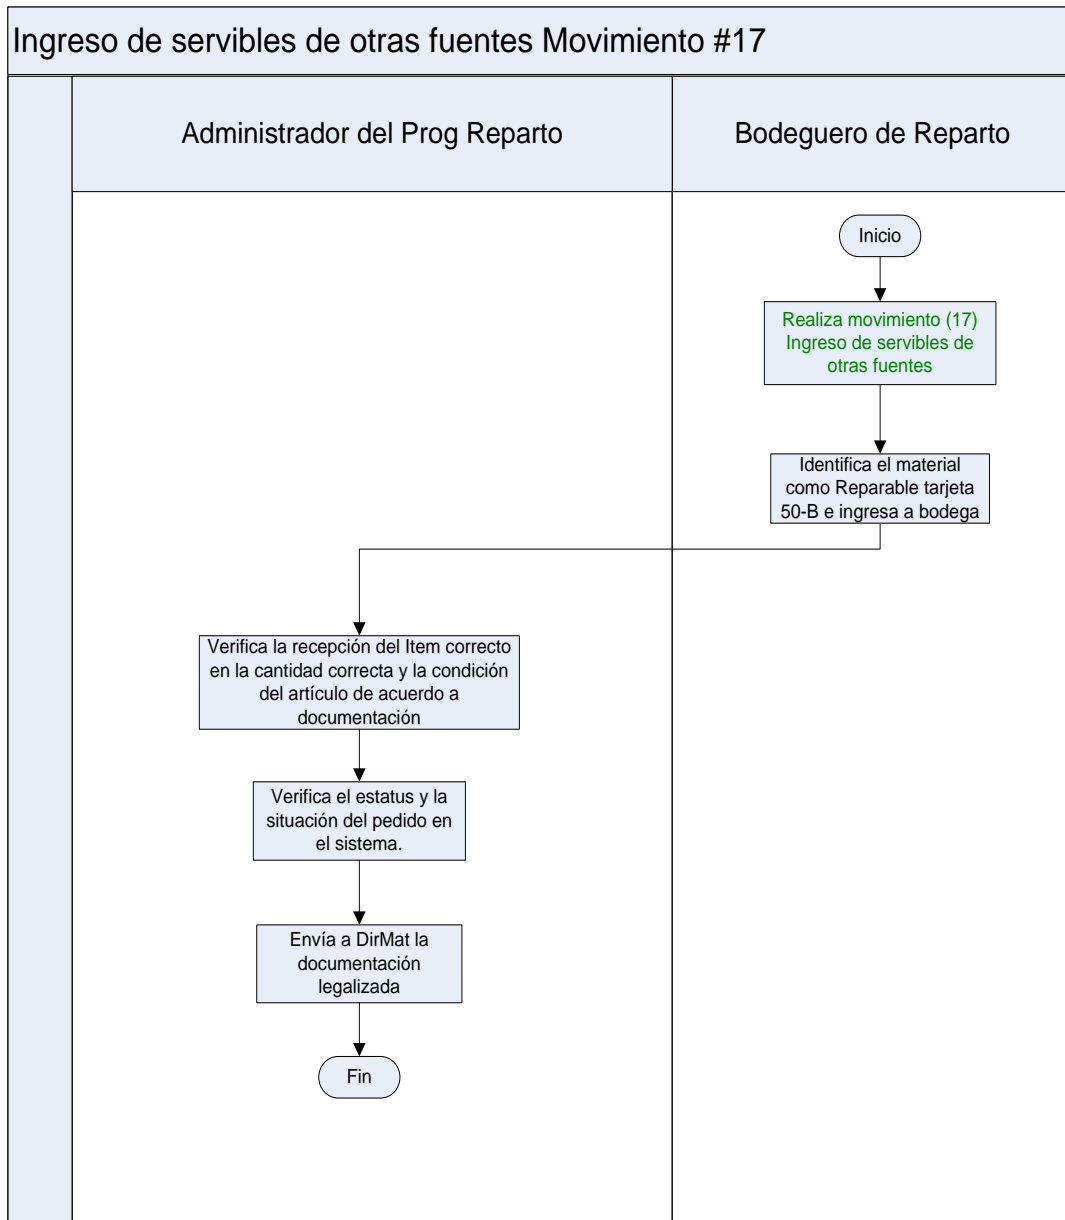 Ingreso de servibles de otras fuentes Movimiento #17
Administrador del Prog Reparto
Bodeguero de Reparto
Inicio
Realiza movimiento (17)
Ingreso de servibles de
otras fuentes
Identifica el material
como Reparable tarjeta
50-B e ingresa a bodega
Verifica la recepción del Item correcto
en la cantidad correcta y la condición
del artículo de acuerdo a
documentación
Verifica el estatus y la
situación del pedido en
el sistema.
Envía a DirMat la
documentación
legalizada
Fin